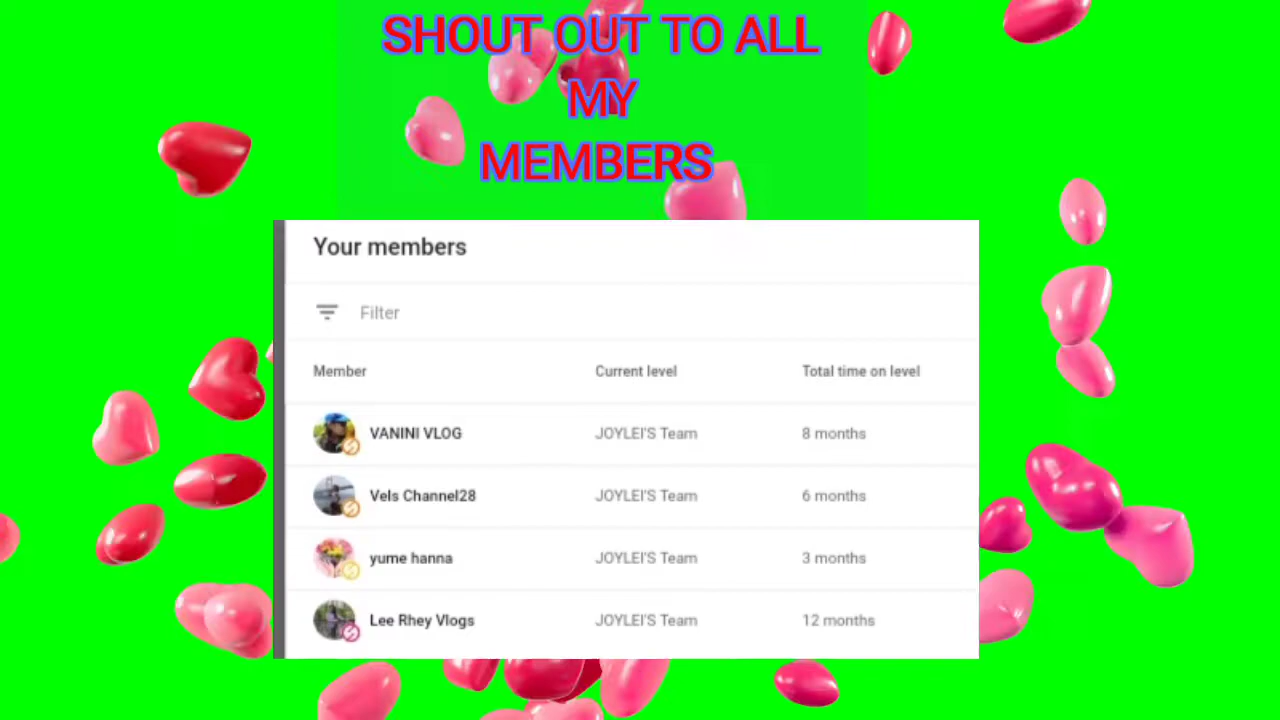 SHOUT OUT TO ALL
MY
MEMBERS
Your members
Filter
Member Current level Total time on level
VANINI VLOG JOYLEI'S Team 8 months
Vels Channel28 JOYLEI'S Team 6 months
yume hanna JOYLEI'S Team 3 months
Lee Rhey Vlogs JOYLEI'S Team 12 months